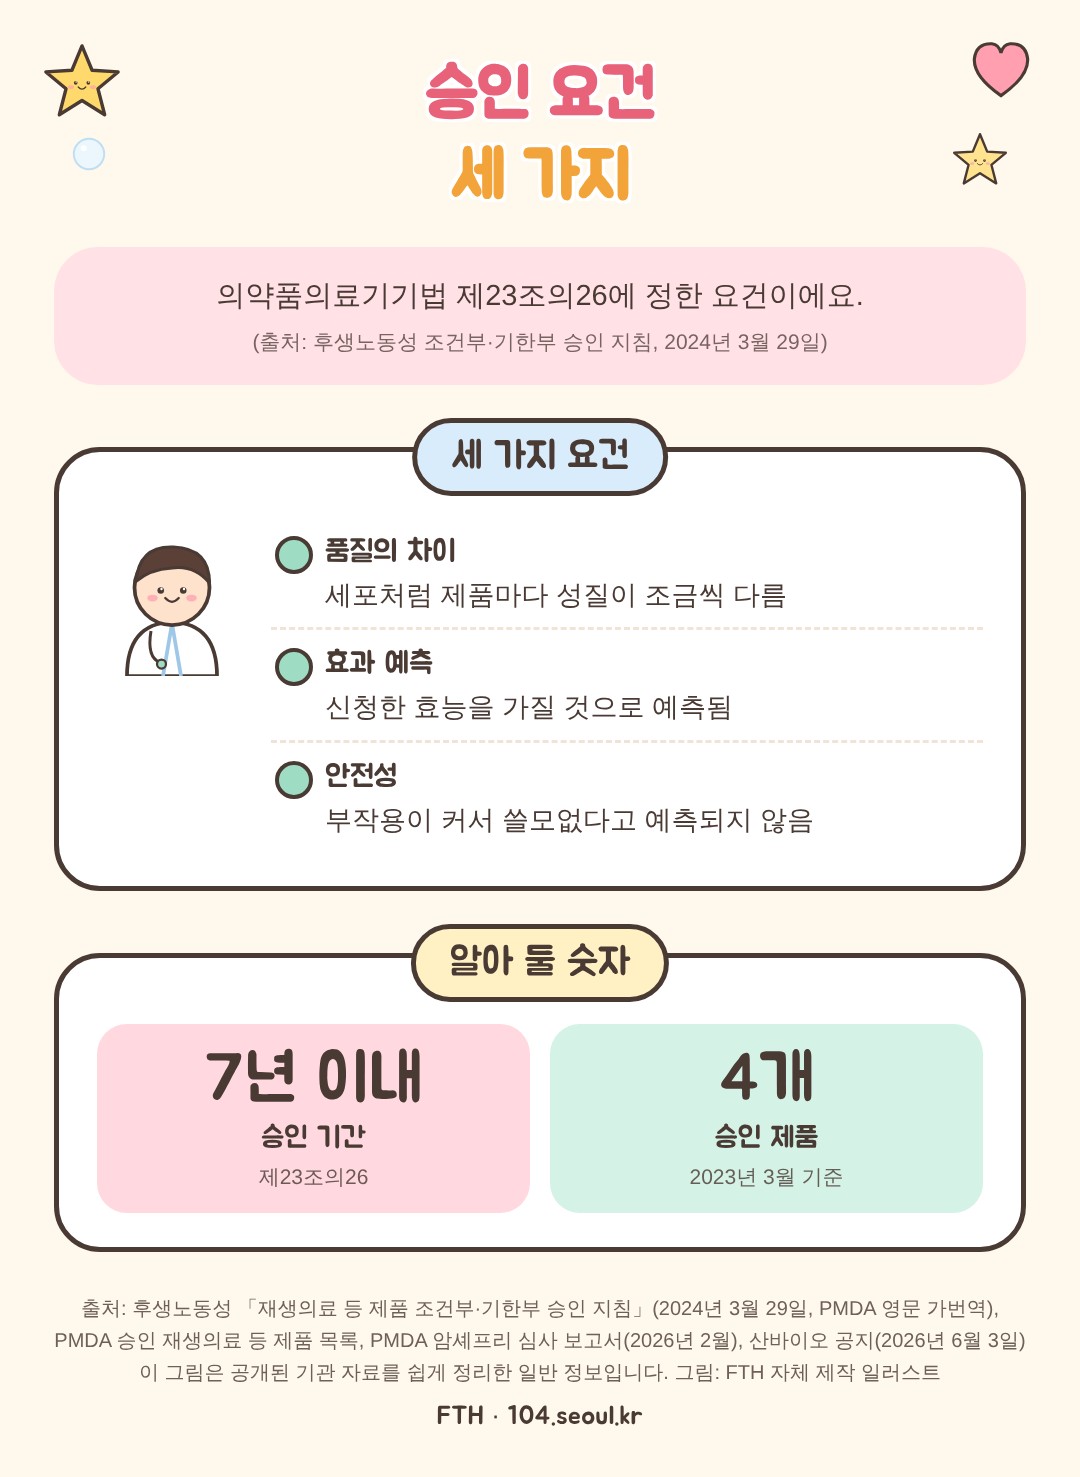 승인 요건
세 가지
의약품의료기기법 제23조의26에 정한 요건이에요.
(출처: 후생노동성 조건부·기한부 승인 지침, 2024년 3월 29일)
세 가지 요건
품질의 차이
세포처럼 제품마다 성질이 조금씩 다름
효과 예측
신청한 효능을 가질 것으로 예측됨
안전성
부작용이 커서 쓸모없다고 예측되지 않음
알아 둘 숫자
7년 이내
승인 기간
제23조의26
4개
승인 제품
2023년 3월 기준
출처: 후생노동성 「재생의료 등 제품 조건부·기한부 승인 지침」(2024년 3월 29일, PMDA 영문 가번역),
PMDA 승인 재생의료 등 제품 목록, PMDA 암셰프리 심사 보고서(2026년 2월), 산바이오 공지(2026년 6월 3일)
이 그림은 공개된 기관 자료를 쉽게 정리한 일반 정보입니다. 그림: FTH 자체 제작 일러스트
FTH · 104.seoul.kr